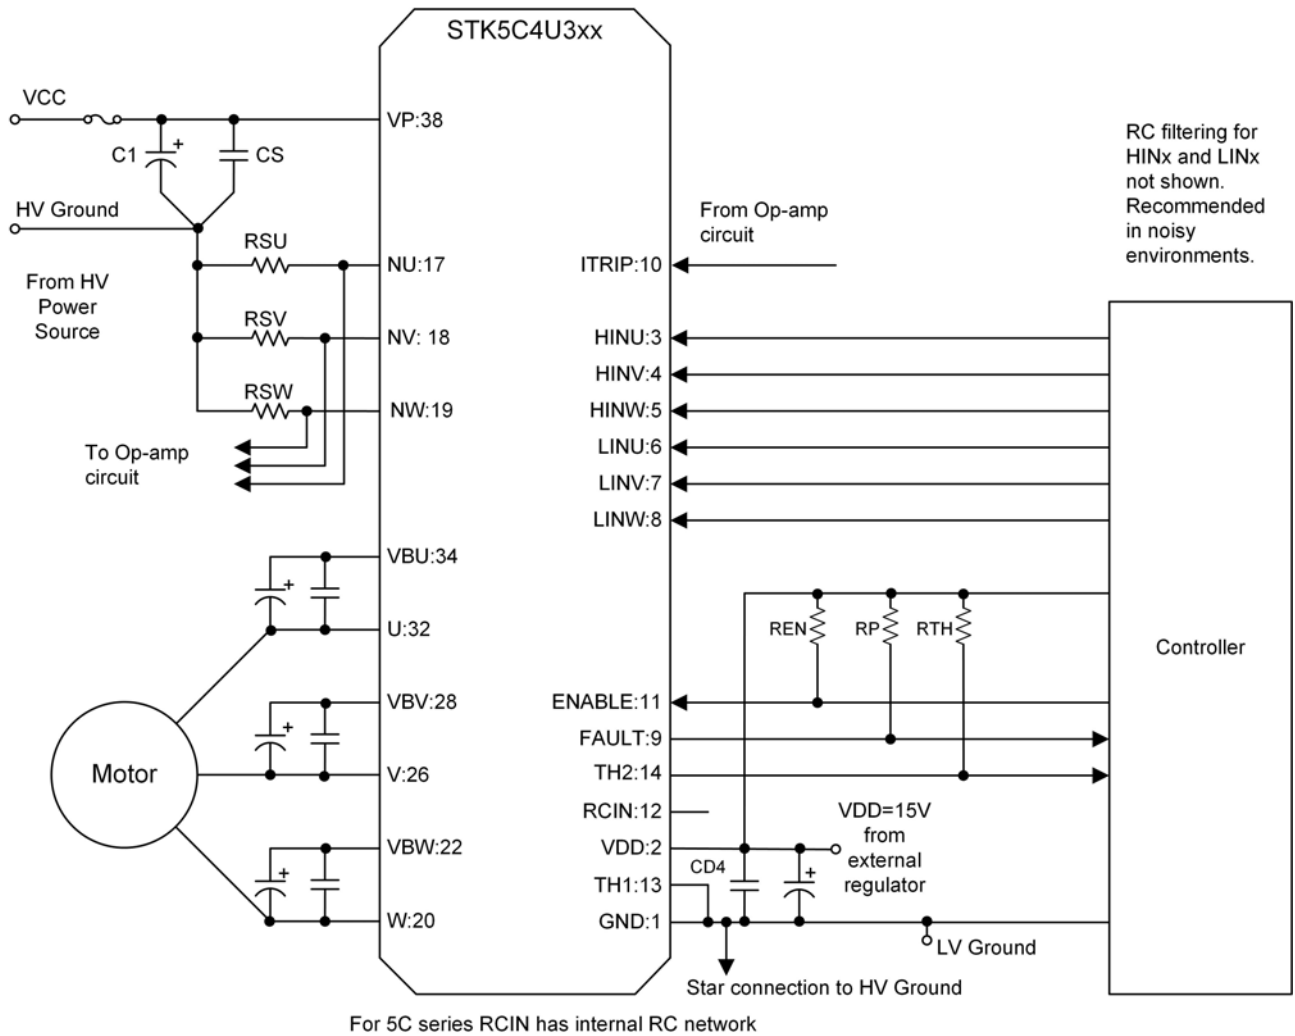 STK5C4U3xx
VCC
VP:38
C1
+
CS
HV Ground
From HV
Power
Source
RSU
NU:17
RSV
NV: 18
RSW
NW:19
To Op-amp
circuit
VBU:34
+
U:32
VBV:28
+
V:26
VBW:22
+
W:20
Motor
From Op-amp
circuit
ITRIP:10
HINU:3
HINV:4
HINW:5
LINU:6
LINV:7
LINW:8
REN
RP
RTH
ENABLE:11
FAULT:9
TH2:14
RCIN:12
VDD:2
TH1:13
GND:1
CD4
+
VDD=15V
from
external
regulator
LV Ground
Star connection to HV Ground
RC filtering for
HINx and LINx
not shown.
Recommended
in noisy
environments.
Controller
For 5C series RCIN has internal RC network